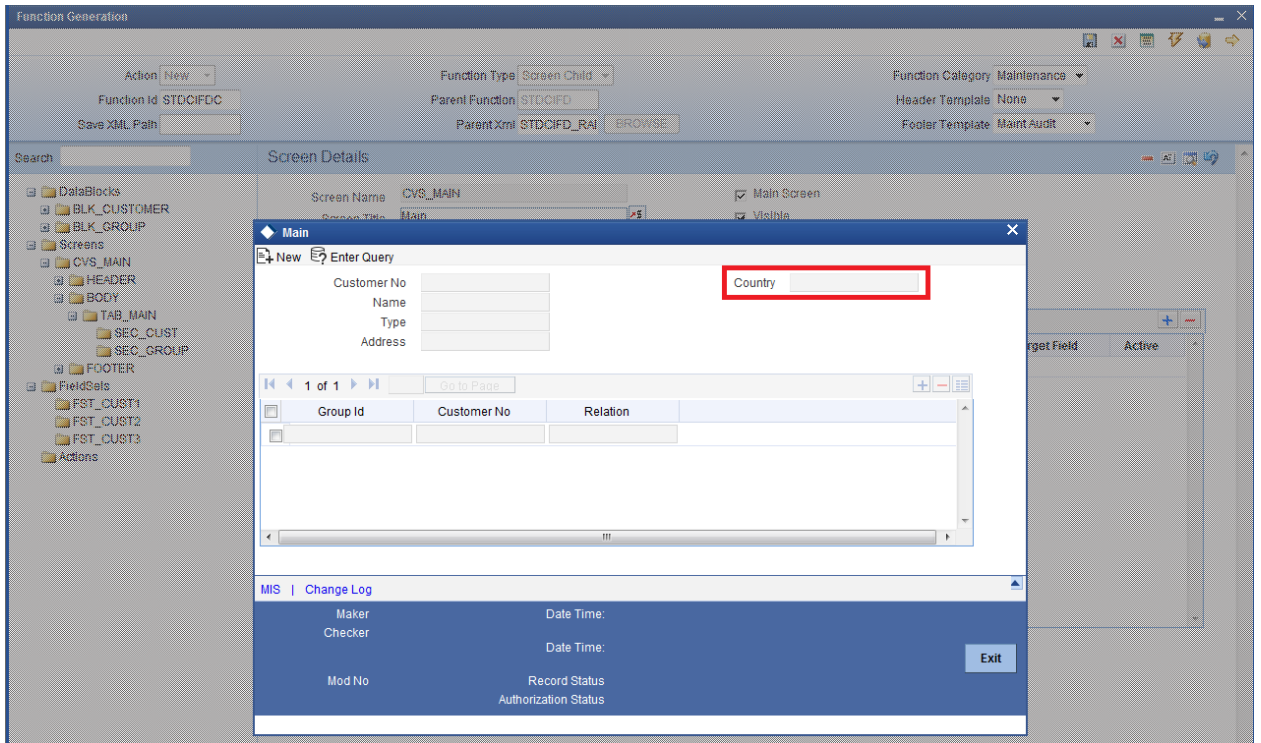 Function Generation
Action New Function Type Screen Child Function Category Maintenance
Function Id STDCIFDC Parent Function STDCIFD Header Template None
Save XML Path Parent Xml STDCIFD_RAI BROWSE Footer Template Maint Audit
Search Screen Details
DataBlocks Screen Name CVS_MAIN Main Screen
BLK_CUSTOMER Screen Title Main Visible
BLK_GROUP
Screens
CVS_MAIN
HEADER
BODY
TAB_MAIN
SEC_CUST
SEC_GROUP
FOOTER
FieldSets
FST_CUST1
FST_CUST2
FST_CUST3
Actions
Main
New Enter Query
Customer No Country
Name
Type
Address
rget Field Active
1 of 1 Go to Page
Group Id Customer No Relation
MIS | Change Log
Maker Date Time:
Checker
Date Time:
Exit
Mod No Record Status
Authorization Status